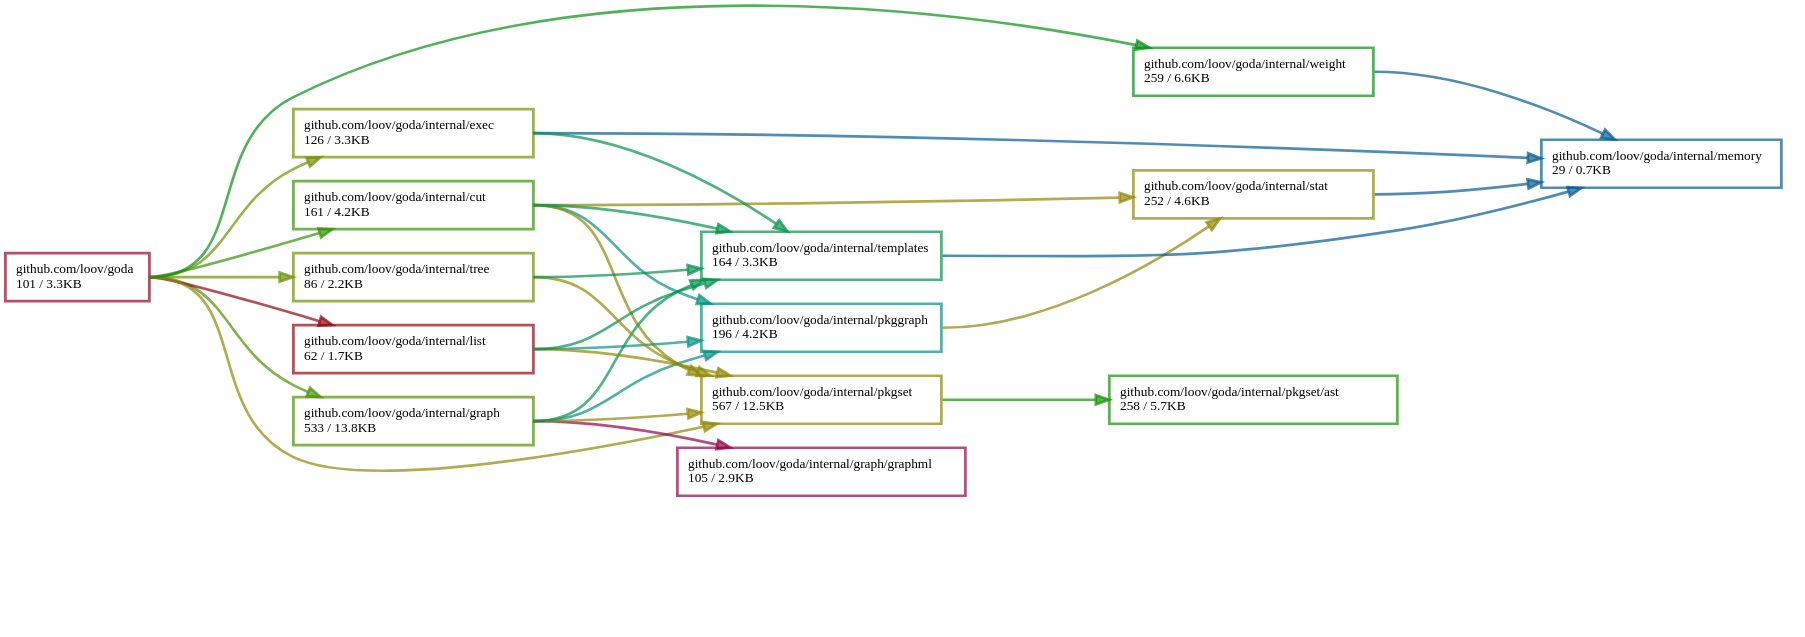 github.com/loov/goda
101 / 3.3KB
github.com/loov/goda/internal/exec
126 / 3.3KB
github.com/loov/goda/internal/cut
161 / 4.2KB
github.com/loov/goda/internal/tree
86 / 2.2KB
github.com/loov/goda/internal/list
62 / 1.7KB
github.com/loov/goda/internal/graph
533 / 13.8KB
github.com/loov/goda/internal/templates
164 / 3.3KB
github.com/loov/goda/internal/pkggraph
196 / 4.2KB
github.com/loov/goda/internal/pkgset
567 / 12.5KB
github.com/loov/goda/internal/graph/graphml
105 / 2.9KB
github.com/loov/goda/internal/weight
259 / 6.6KB
github.com/loov/goda/internal/stat
252 / 4.6KB
github.com/loov/goda/internal/pkgset/ast
258 / 5.7KB
github.com/loov/goda/internal/memory
29 / 0.7KB